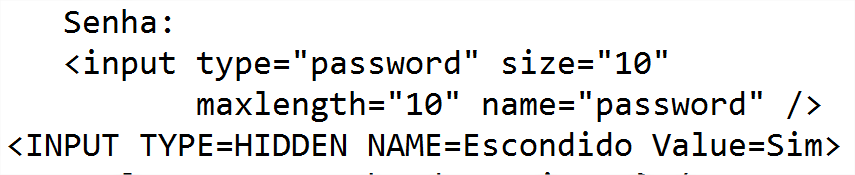 Senha:
<input type="password" size="10"
maxlength="10" name="password" />
<INPUT TYPE=HIDDEN NAME=Escondido Value=Sim>